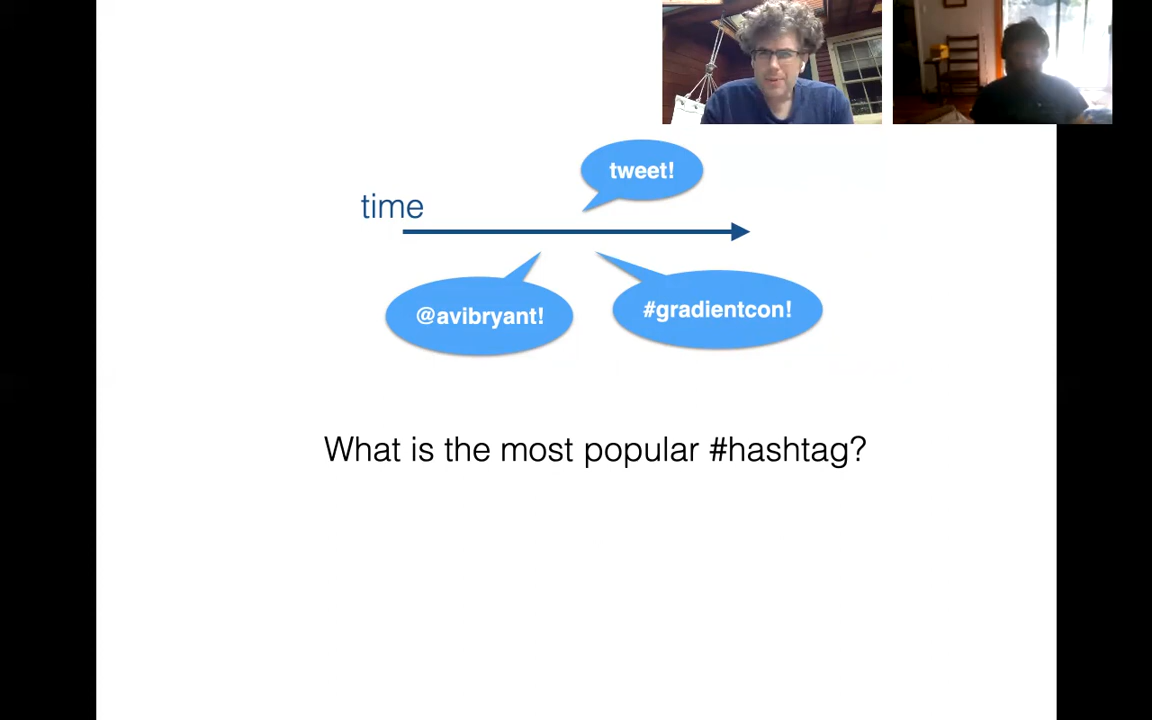 tweet!
time
@avibryant!
#gradientcon!
What is the most popular #hashtag?